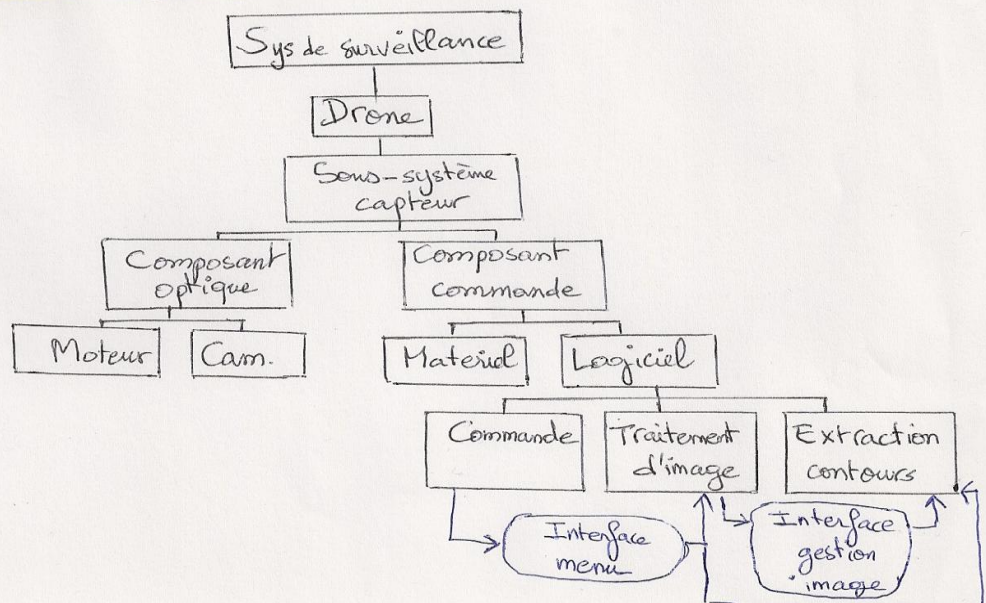 Sys de surveillance
Drone
Sous-système
capteur
Composant
optique
Composant
commande
Moteur
Cam.
Matériel
Logiciel
Commande
Traitement
d'image
Extraction
contours
Interface
menu
Interface
gestion
image